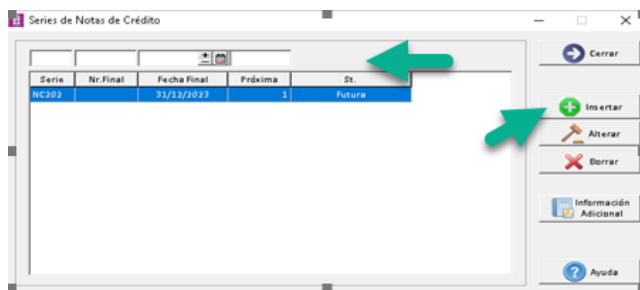 Series de Notas de Crédito
Cerrar
Serie Nr.Final Fecha Final Próxima St.
NC202 31/12/2023 1 Futura
Insertar
Alterar
Borrar
Información
Adicional
Ayuda